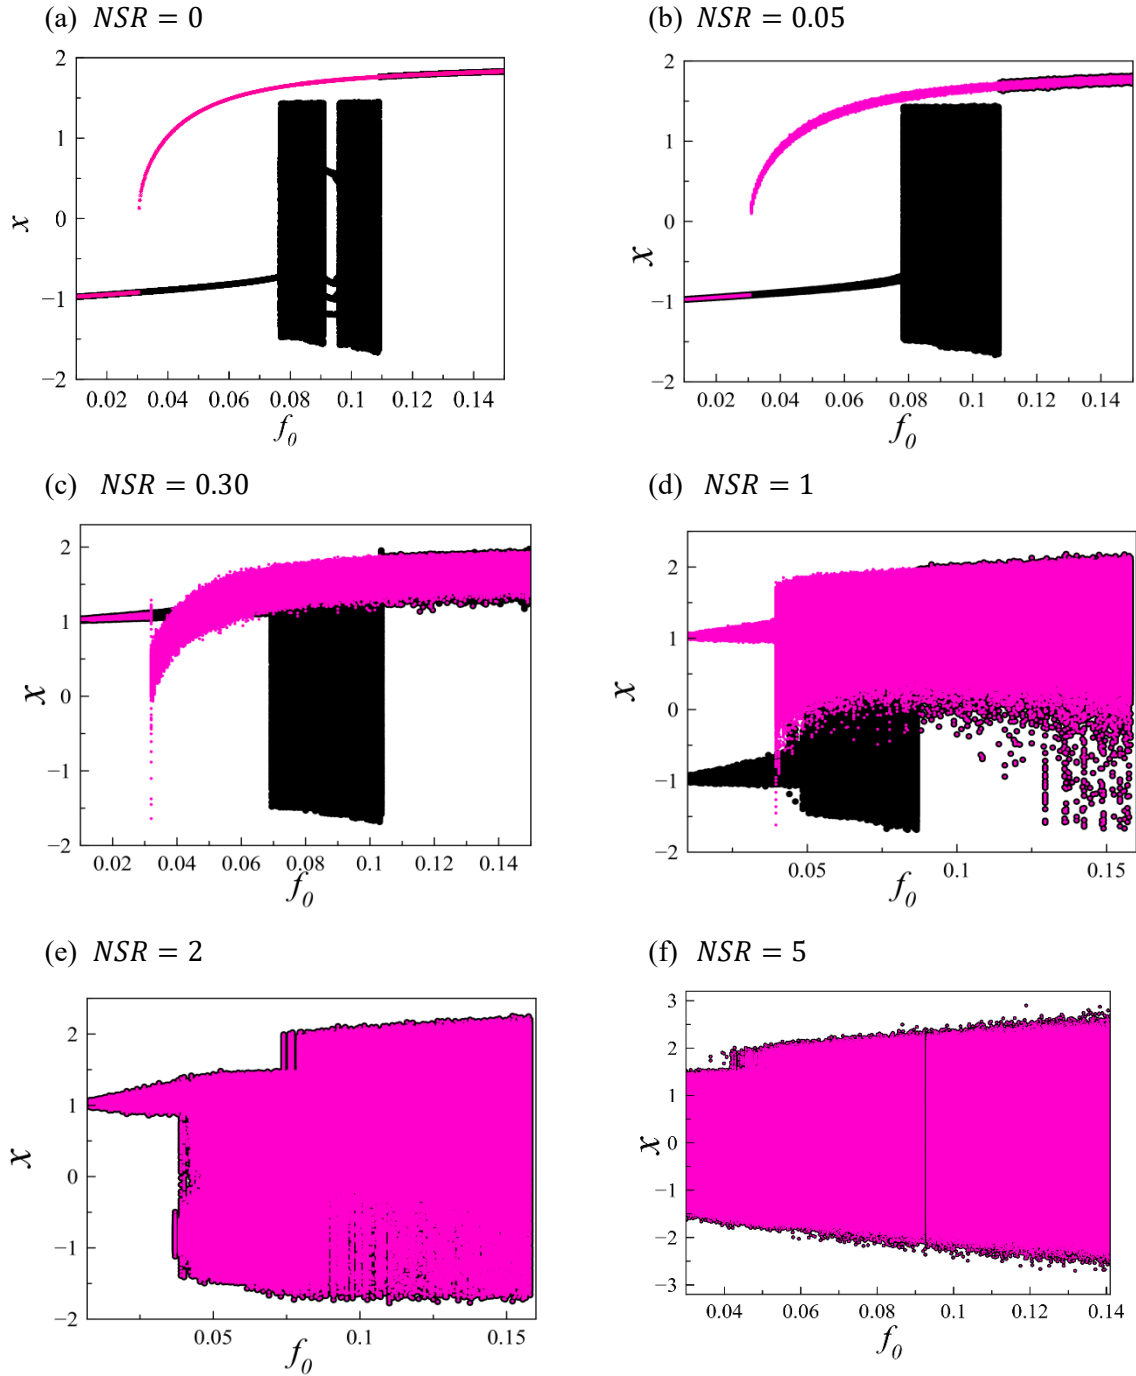 (a) NSR = 0
(b) NSR = 0.05
2
1
0
−1
−2
x
0.02 0.04 0.06 0.08 0.1 0.12 0.14
f0
2
1
0
−1
−2
x
0.02 0.04 0.06 0.08 0.1 0.12 0.14
f0
(c) NSR = 0.30
(d) NSR = 1
2
1
0
−1
−2
x
0.02 0.04 0.06 0.08 0.1 0.12 0.14
f0
2
1
0
−1
−2
x
0.05 0.1 0.15
f0
(e) NSR = 2
(f) NSR = 5
2
1
0
−1
−2
x
0.05 0.1 0.15
f0
3
2
1
0
−1
−2
−3
x
0.04 0.06 0.08 0.1 0.12 0.14
f0